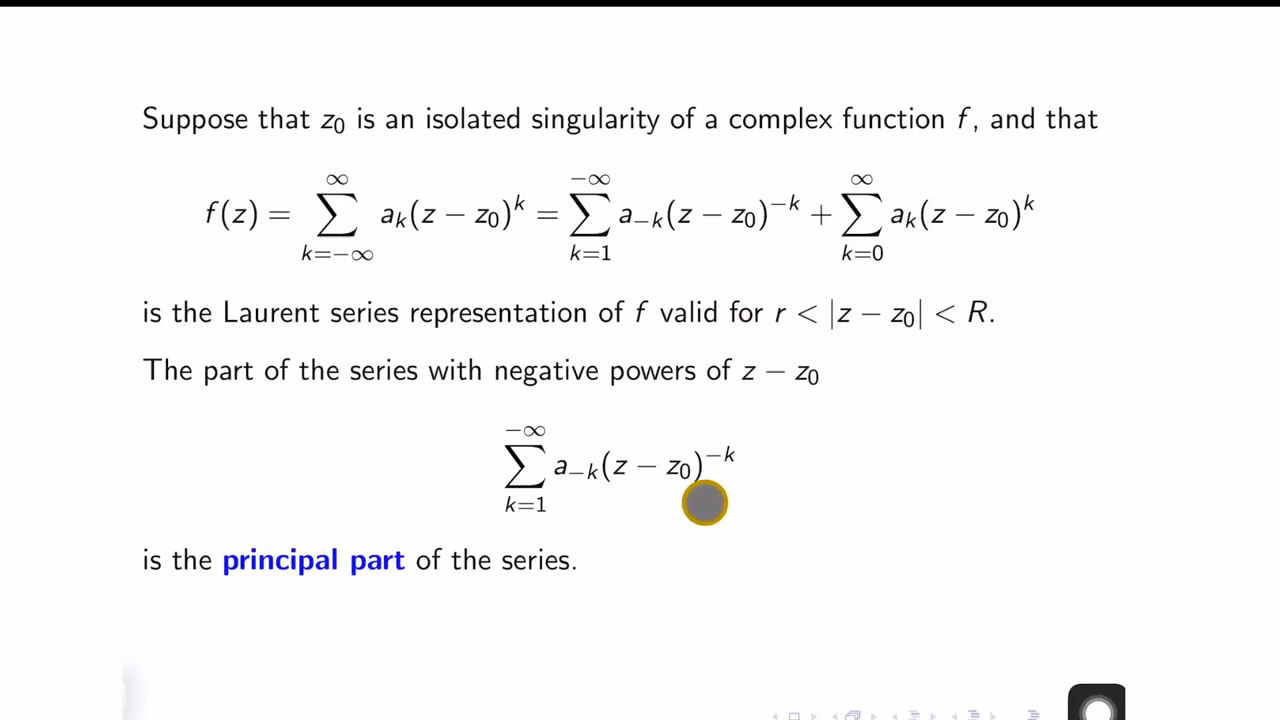 Suppose that z₀ is an isolated singularity of a complex function f, and that
f(z) = ∑_{k=−∞}^{∞} a_k(z − z₀)^k = ∑_{k=1}^{−∞} a_{−k}(z − z₀)^{−k} + ∑_{k=0}^{∞} a_k(z − z₀)^k
is the Laurent series representation of f valid for r < |z − z₀| < R.
The part of the series with negative powers of z − z₀
∑_{k=1}^{−∞} a_{−k}(z − z₀)^{−k}
is the principal part of the series.